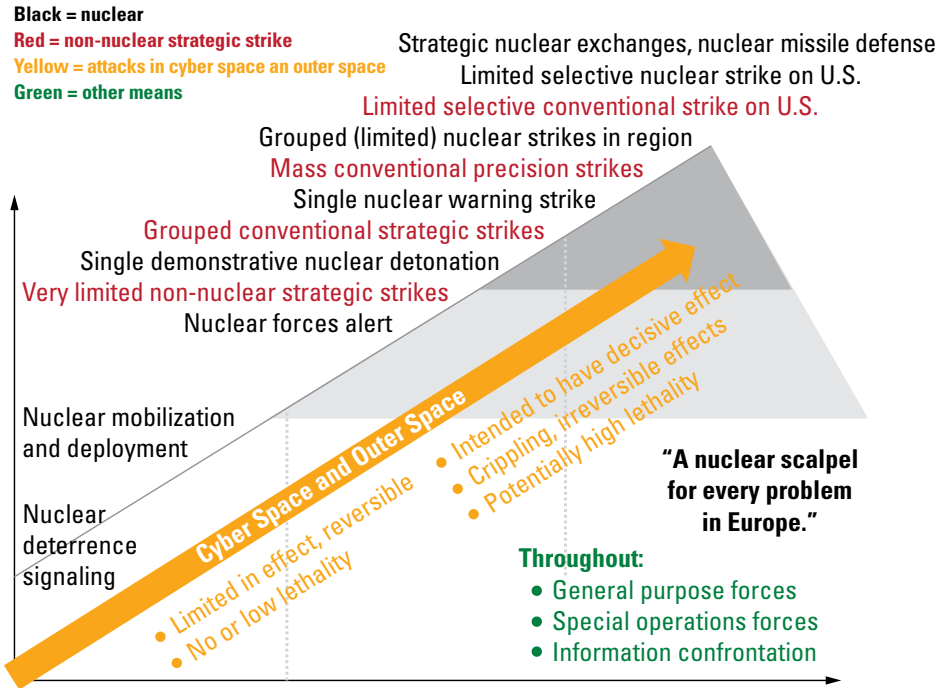 Black = nuclear
Red = non-nuclear strategic strike
Yellow = attacks in cyber space an outer space
Green = other means
Strategic nuclear exchanges, nuclear missile defense
Limited selective nuclear strike on U.S.
Limited selective conventional strike on U.S.
Grouped (limited) nuclear strikes in region
Mass conventional precision strikes
Single nuclear warning strike
Grouped conventional strategic strikes
Single demonstrative nuclear detonation
Very limited non-nuclear strategic strikes
Nuclear forces alert
Nuclear mobilization
and deployment
Nuclear
deterrence
signaling
Cyber Space and Outer Space
• Limited in effect, reversible
• No or low lethality
• Intended to have decisive effect
• Crippling, irreversible effects
• Potentially high lethality
“A nuclear scalpel
for every problem
in Europe.”
Throughout:
• General purpose forces
• Special operations forces
• Information confrontation